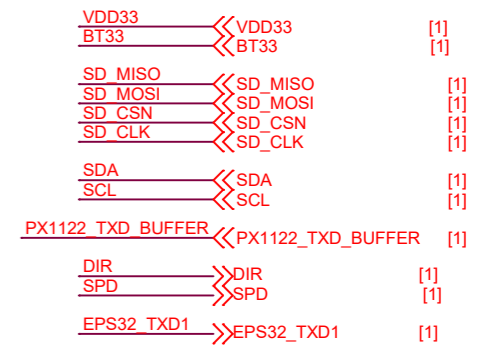 VDD33 VDD33 [1]
BT33 BT33 [1]
SD_MISO SD_MISO [1]
SD_MOSI SD_MOSI [1]
SD_CSN SD_CSN [1]
SD_CLK SD_CLK [1]
SDA SDA [1]
SCL SCL [1]
PX1122_TXD_BUFFER PX1122_TXD_BUFFER [1]
DIR DIR [1]
SPD SPD [1]
EPS32_TXD1 EPS32_TXD1 [1]